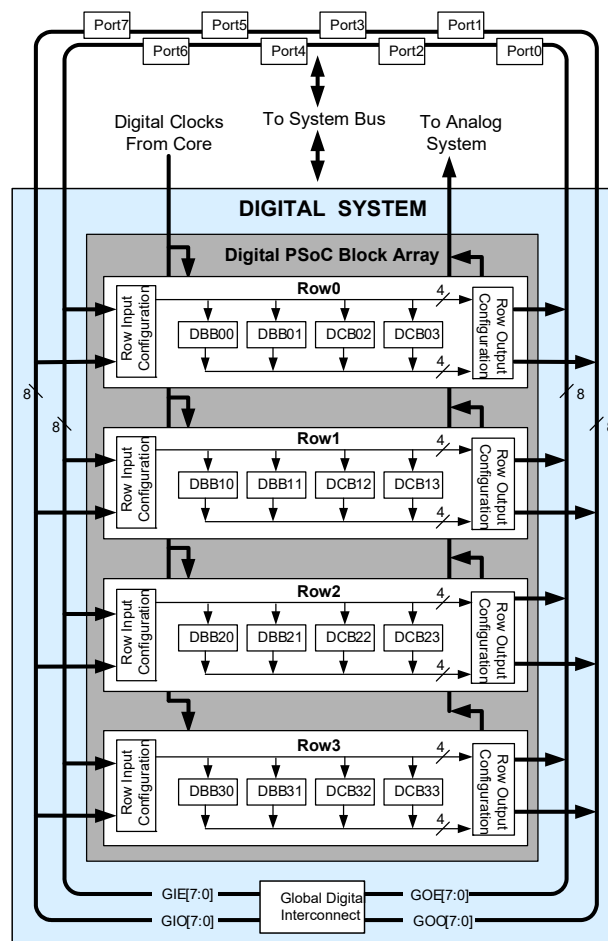 Port7 Port5 Port3 Port1
Port6 Port4 Port2 Port0
Digital Clocks
From Core
To System Bus
To Analog
System
DIGITAL SYSTEM
Digital PSoC Block Array
Row0
4
Row Input
Configuration
DBB00 DBB01 DCB02 DCB03
4
Row Output
Configuration
8
8
8
8
Row1
4
Row Input
Configuration
DBB10 DBB11 DCB12 DCB13
4
Row Output
Configuration
Row2
4
Row Input
Configuration
DBB20 DBB21 DCB22 DCB23
4
Row Output
Configuration
Row3
4
Row Input
Configuration
DBB30 DBB31 DCB32 DCB33
4
Row Output
Configuration
GIE[7:0]
GIO[7:0]
Global Digital
Interconnect
GOE[7:0]
GOO[7:0]